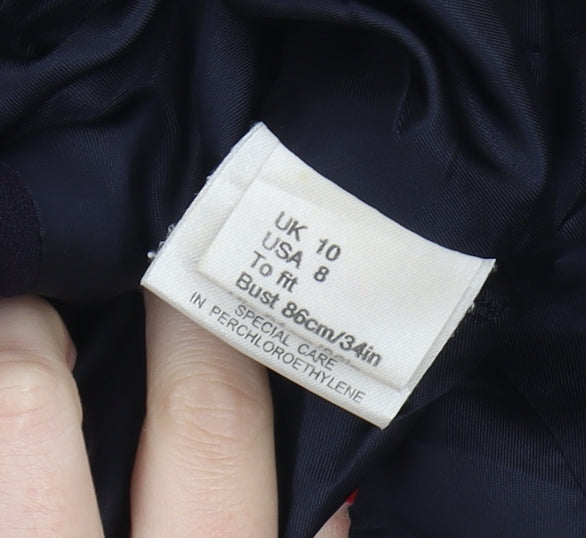 UK 10
USA 8
To fit
Bust 86cm/34in
SPECIAL CARE
IN PERCHLOROETHYLENE